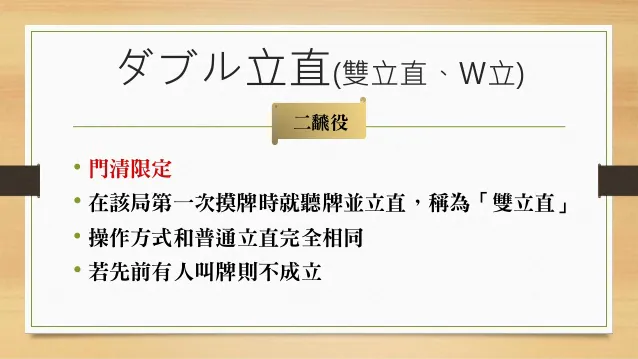 ダブル立直(雙立直、W立)
二飜役
• 門清限定
• 在該局第一次摸牌時就聽牌並立直，稱為「雙立直」
• 操作方式和普通立直完全相同
• 若先前有人叫牌則不成立